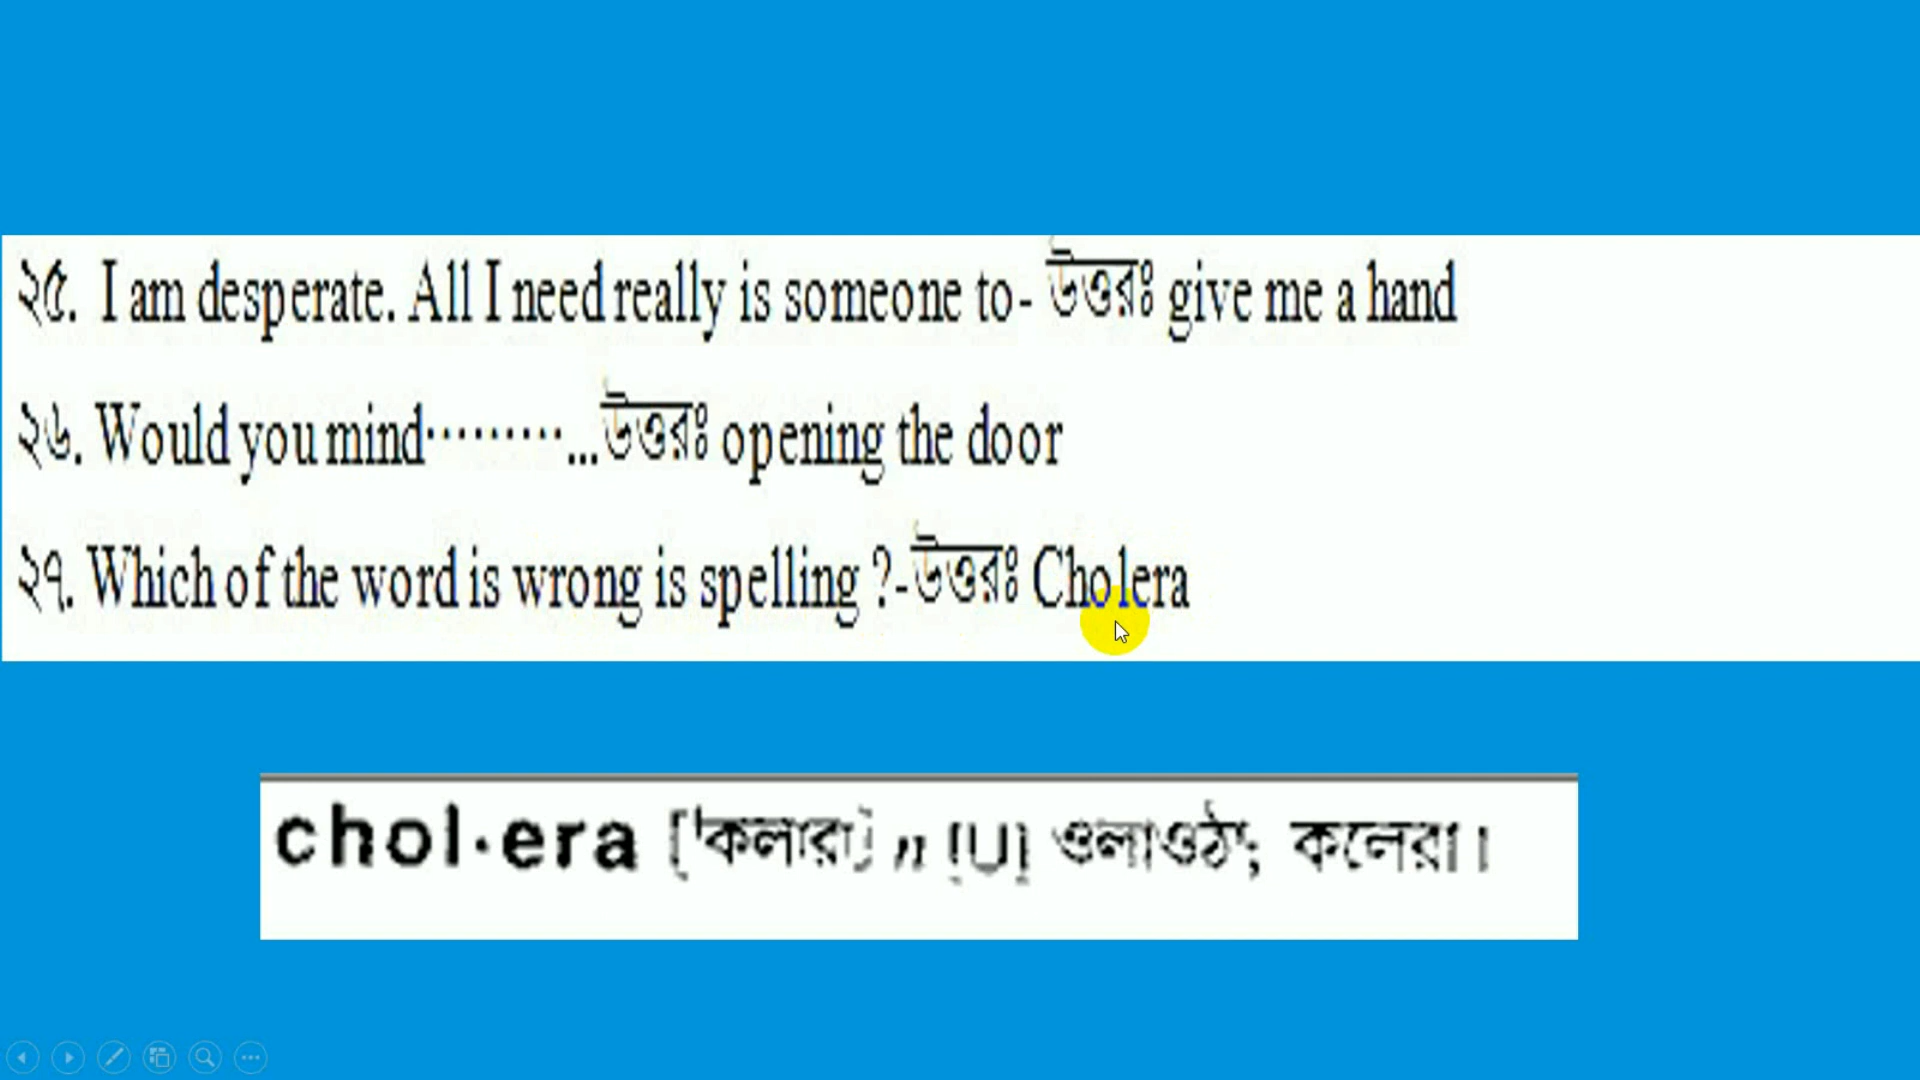 ২৫. I am desperate. All I need really is someone to- উত্তরঃ give me a hand
২৬. Would you mind………... উত্তরঃ opening the door
২৭. Which of the word is wrong is spelling ?-উত্তরঃ Cholera
chol·era ['কলারা] n [U] ওলাওঠা; কলেরা।